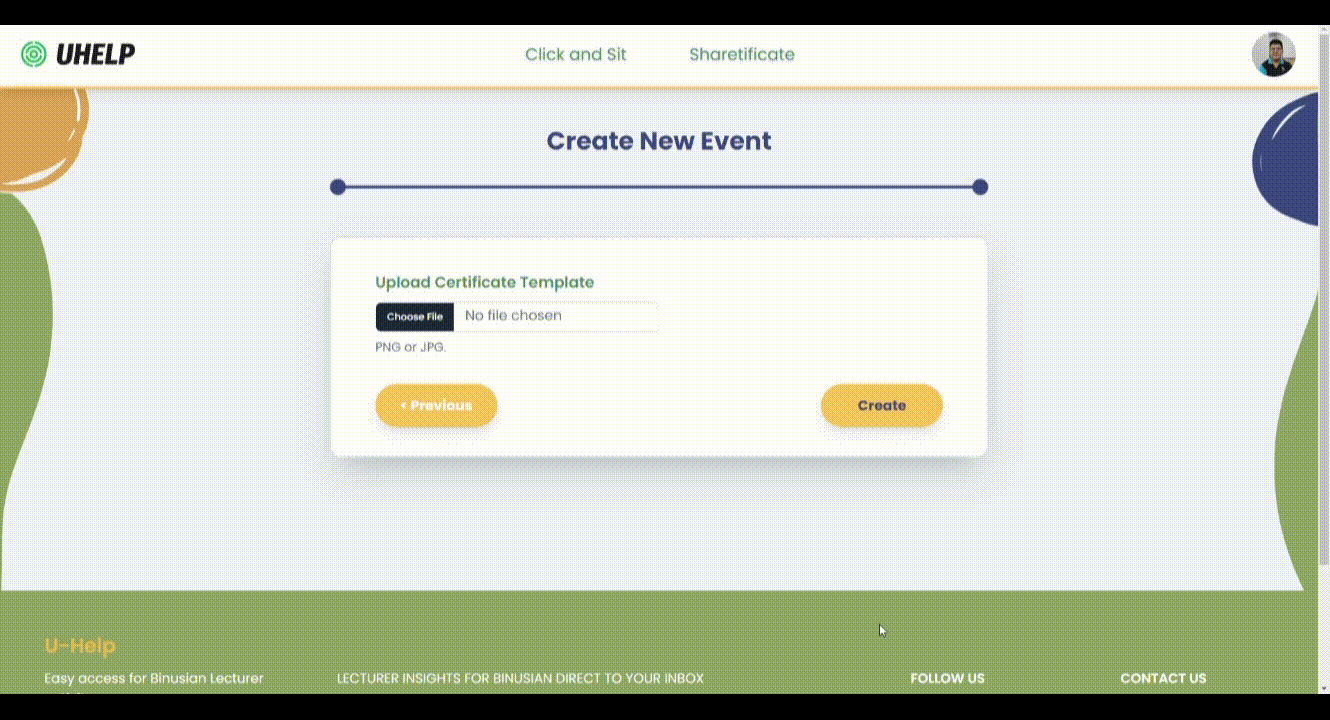 UHELP
Click and Sit
Sharetificate
Create New Event
Upload Certificate Template
Choose File
No file chosen
PNG or JPG.
< Previous
Create
U-Help
Easy access for Binusian Lecturer
LECTURER INSIGHTS FOR BINUSIAN DIRECT TO YOUR INBOX
FOLLOW US
CONTACT US